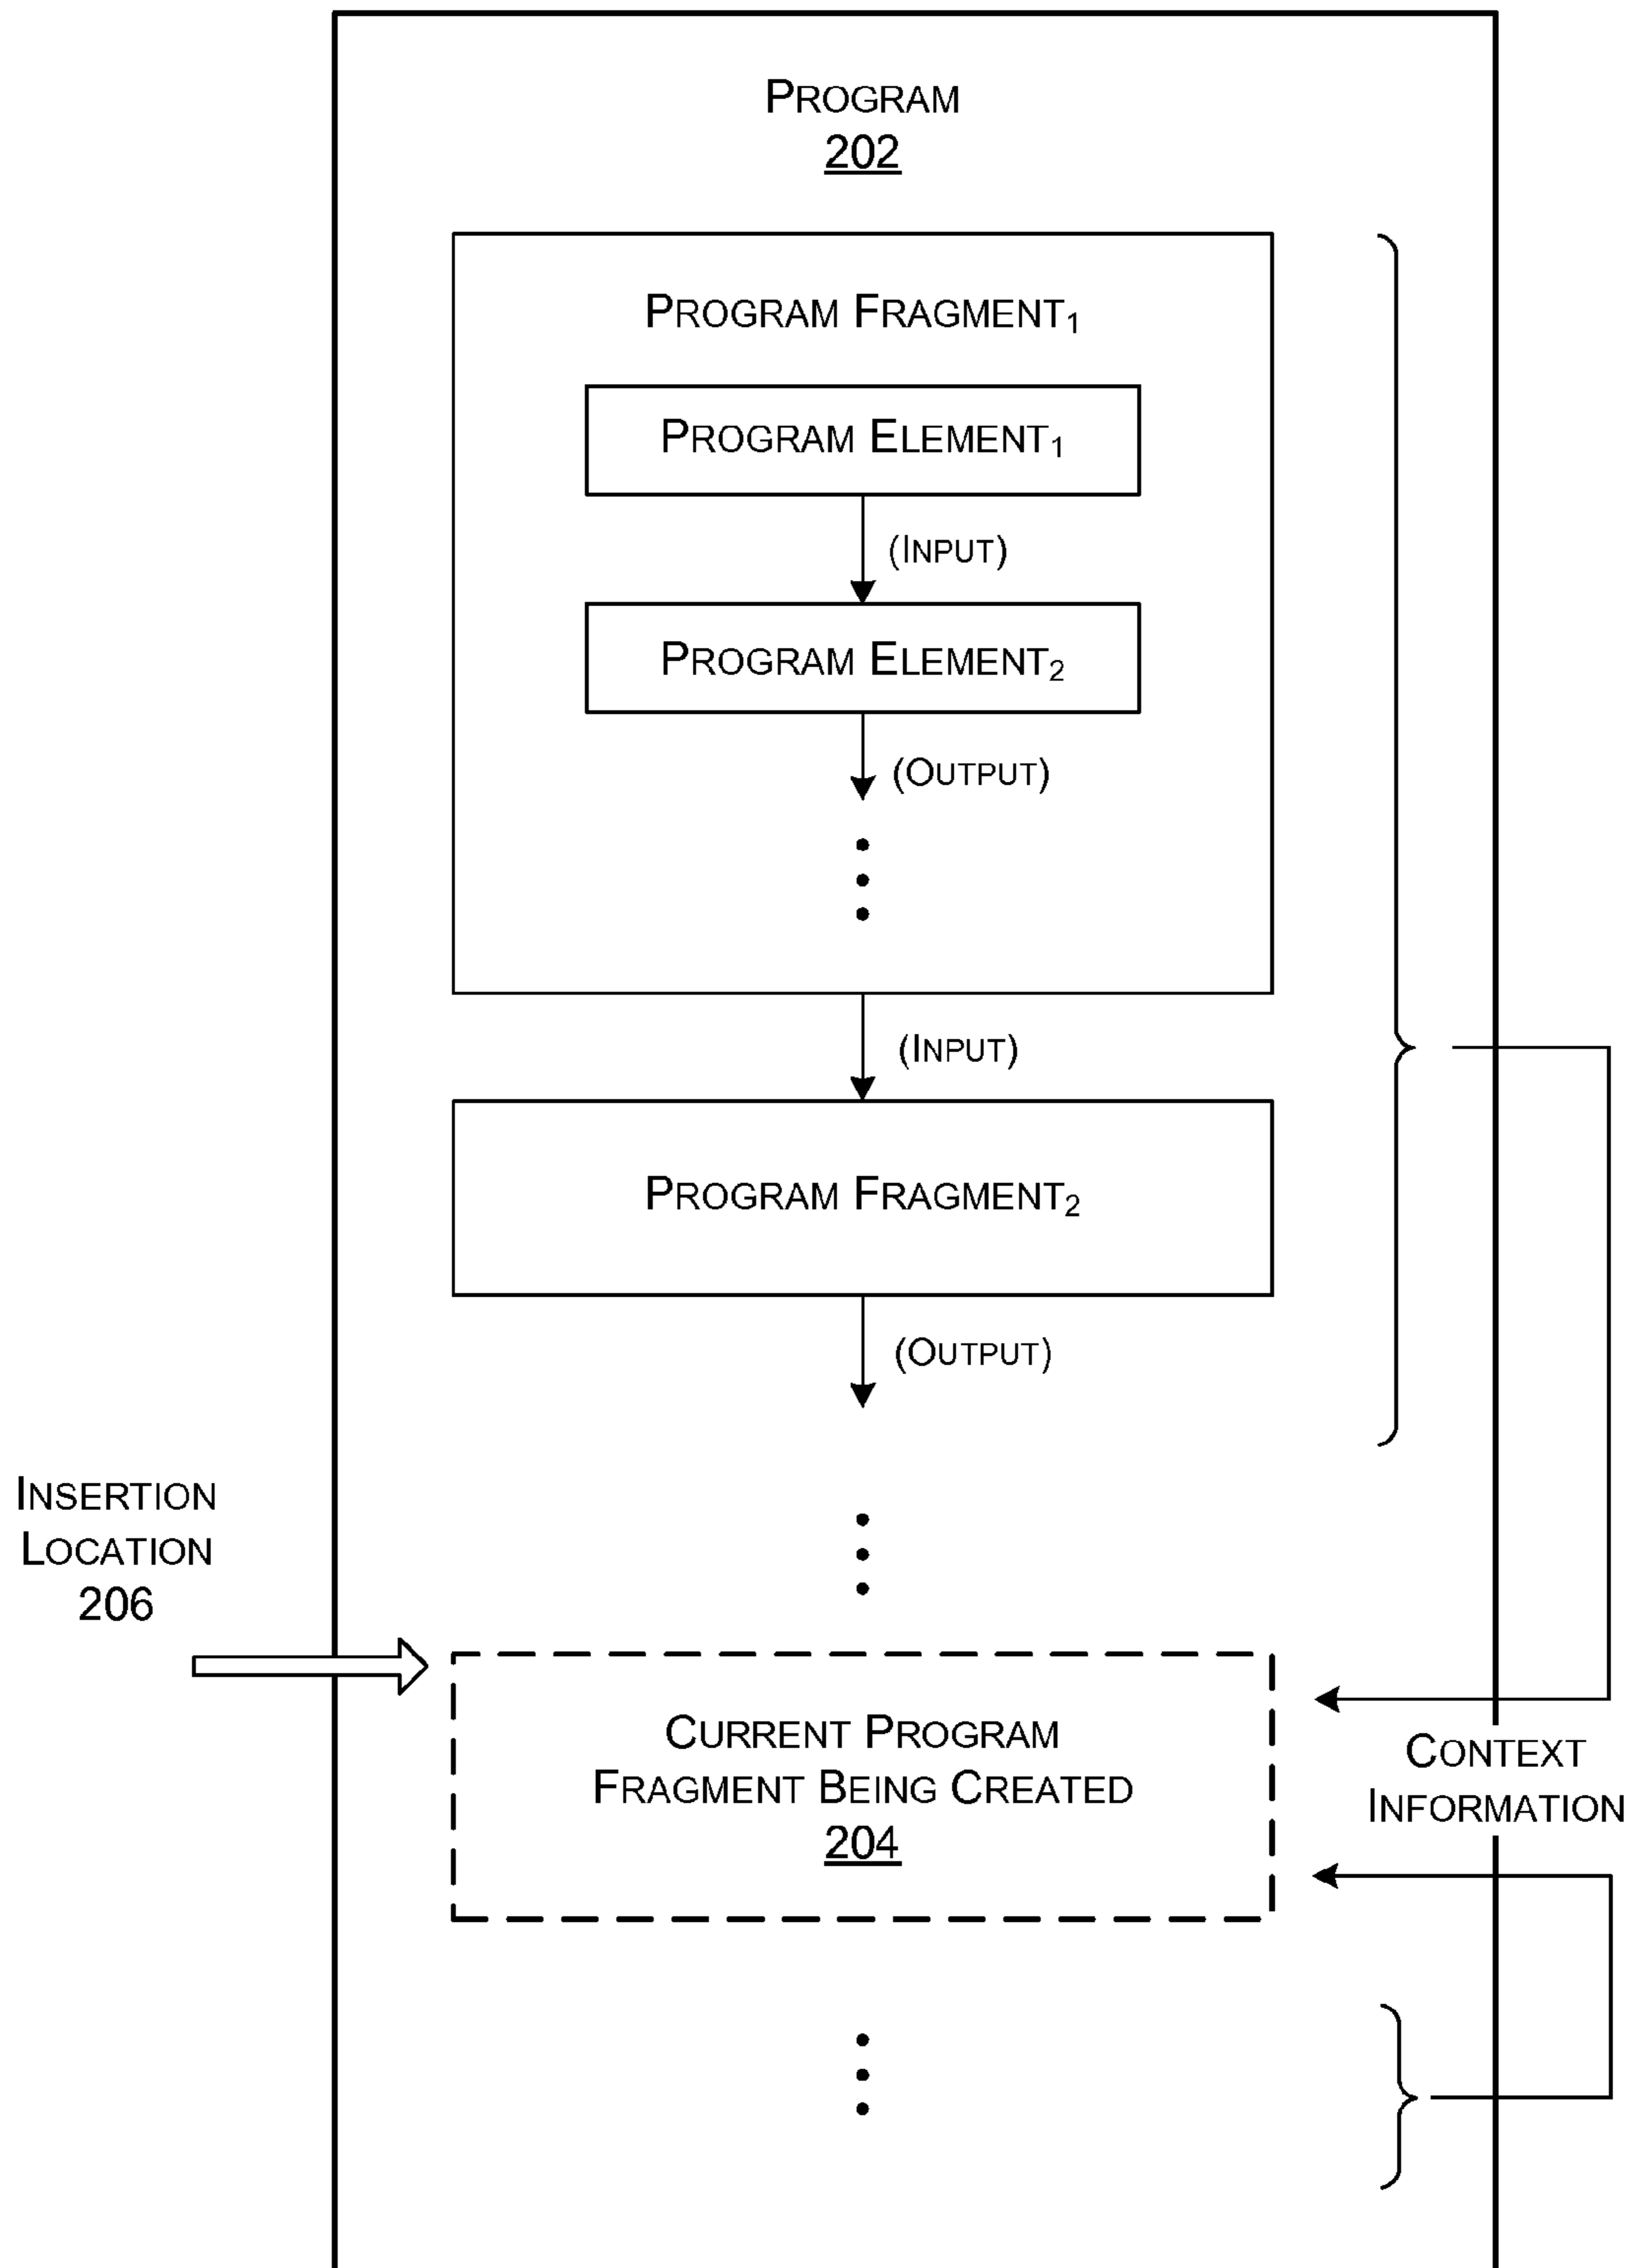 PROGRAM
202
PROGRAM FRAGMENT₁
PROGRAM ELEMENT₁
(INPUT)
PROGRAM ELEMENT₂
(OUTPUT)
(INPUT)
PROGRAM FRAGMENT₂
(OUTPUT)
INSERTION
LOCATION
206
CURRENT PROGRAM
FRAGMENT BEING CREATED
204
CONTEXT
INFORMATION